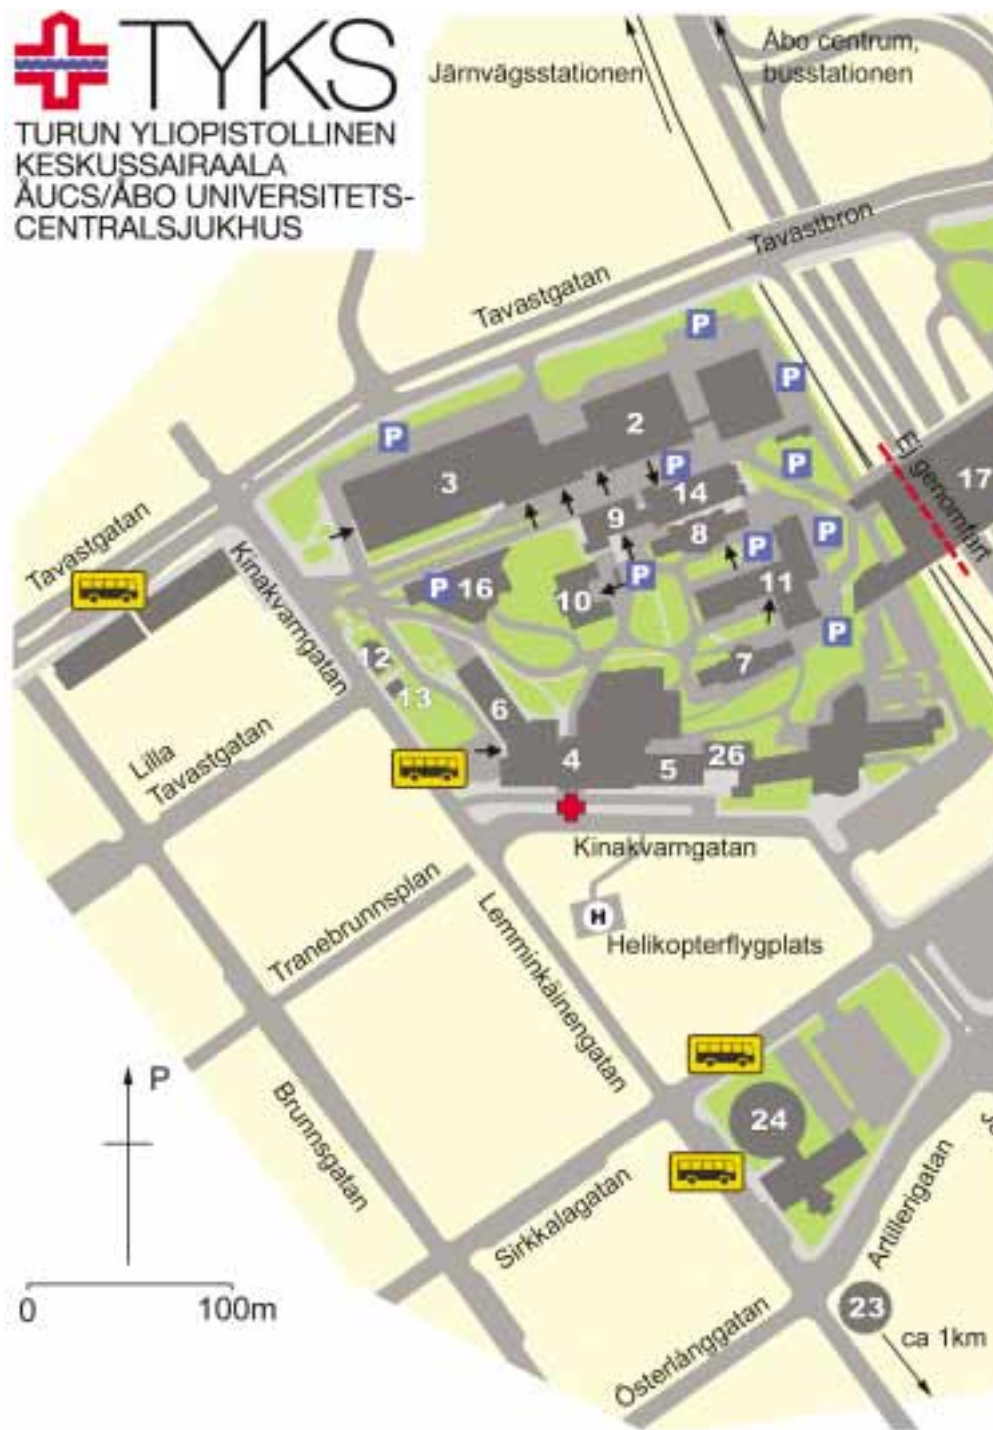 TYKS
TURUN YLIOPISTOLLINEN
KESKUSSAIRAALA
ÅUCS/ÅBO UNIVERSITETS-
CENTRALSJUKHUS
Järnvägsstationen
Åbo centrum,
busstationen
Tavastbron
Tavastgatan
P
P
P
2
3
P
14
P
17
Ej genomfart
9
8
P
P
Tavastgatan
Kinakvarngatan
P
16
10
P
11
P
12
13
7
6
4
5
26
Lilla
Tavastgatan
Kinakvarngatan
Tranebrunnsplan
Lemminkäinengatan
H
Helikopterflygplats
P
Brunnsgatan
24
Sirkkalagatan
Artillerigatan
0
100m
23
ca 1km
Österlånggatan